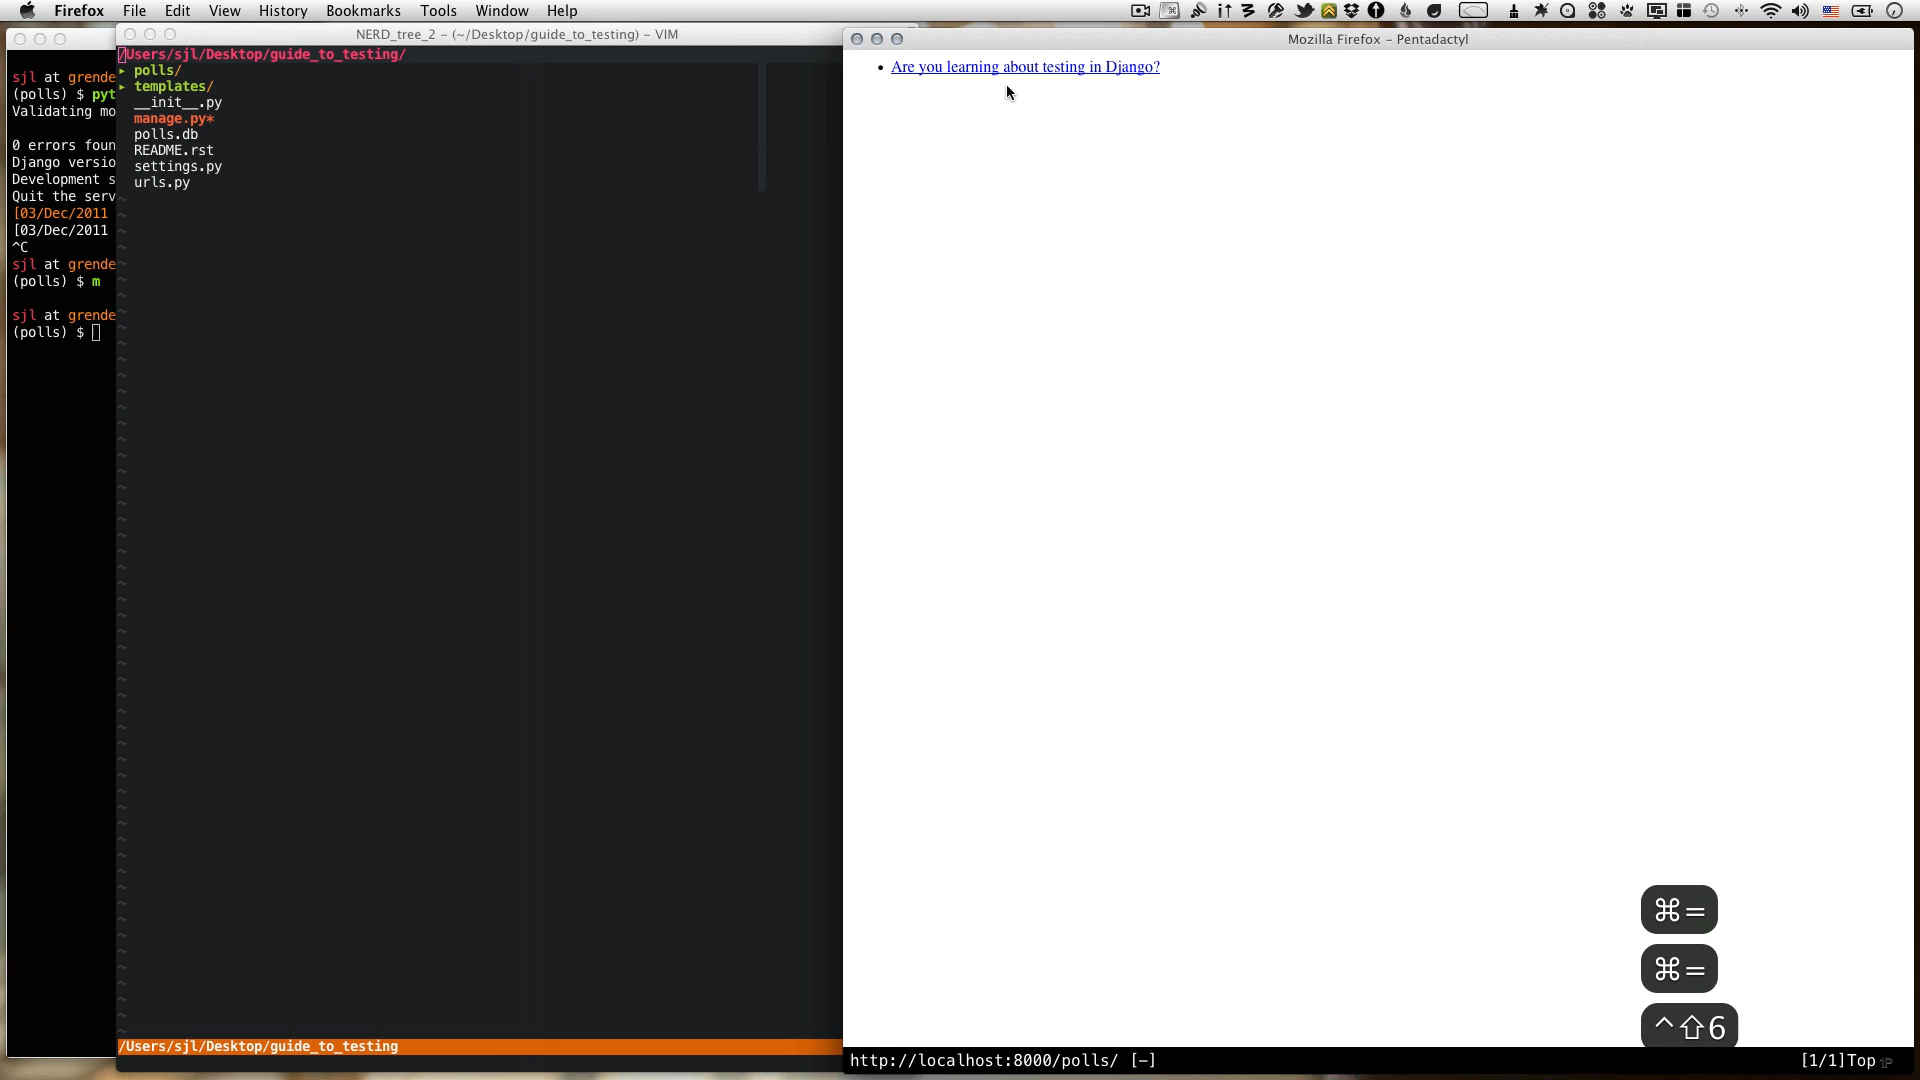 Firefox File Edit View History Bookmarks Tools Window Help
sjl at grende
(polls) $ pyt
Validating mo
0 errors foun
Django versio
Development s
Quit the serv
[03/Dec/2011
[03/Dec/2011
^C
sjl at grende
(polls) $ m
sjl at grende
(polls) $
NERD_tree_2 – (~/Desktop/guide_to_testing) – VIM
/Users/sjl/Desktop/guide_to_testing/
▸ polls/
▸ templates/
__init__.py
manage.py*
polls.db
README.rst
settings.py
urls.py
/Users/sjl/Desktop/guide_to_testing
Mozilla Firefox – Pentadactyl
• Are you learning about testing in Django?
⌘=
⌘=
^⇧6
http://localhost:8000/polls/ [-]
[1/1]Top